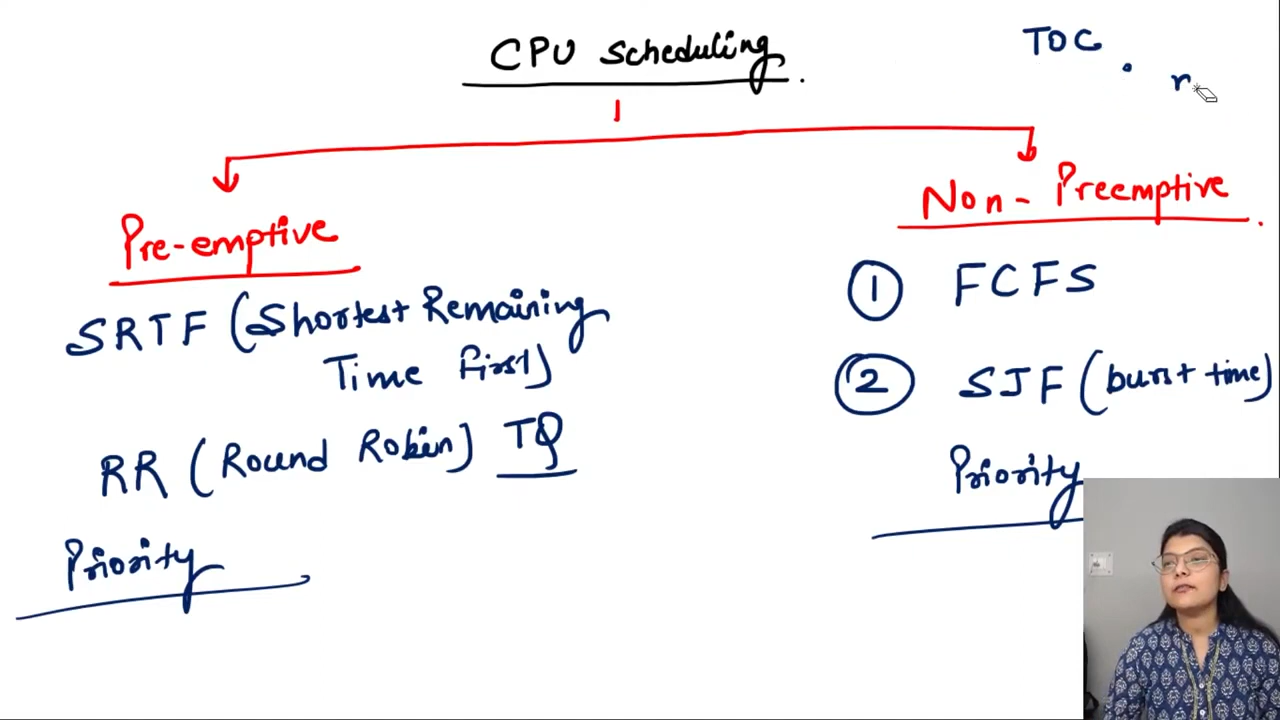 CPU Scheduling .
TOC
r
Pre-emptive
SRTF (Shortest Remaining
Time First)
RR (Round Robin) TQ
Priority
Non - Preemptive .
1 FCFS
2 SJF (burst time)
Priority